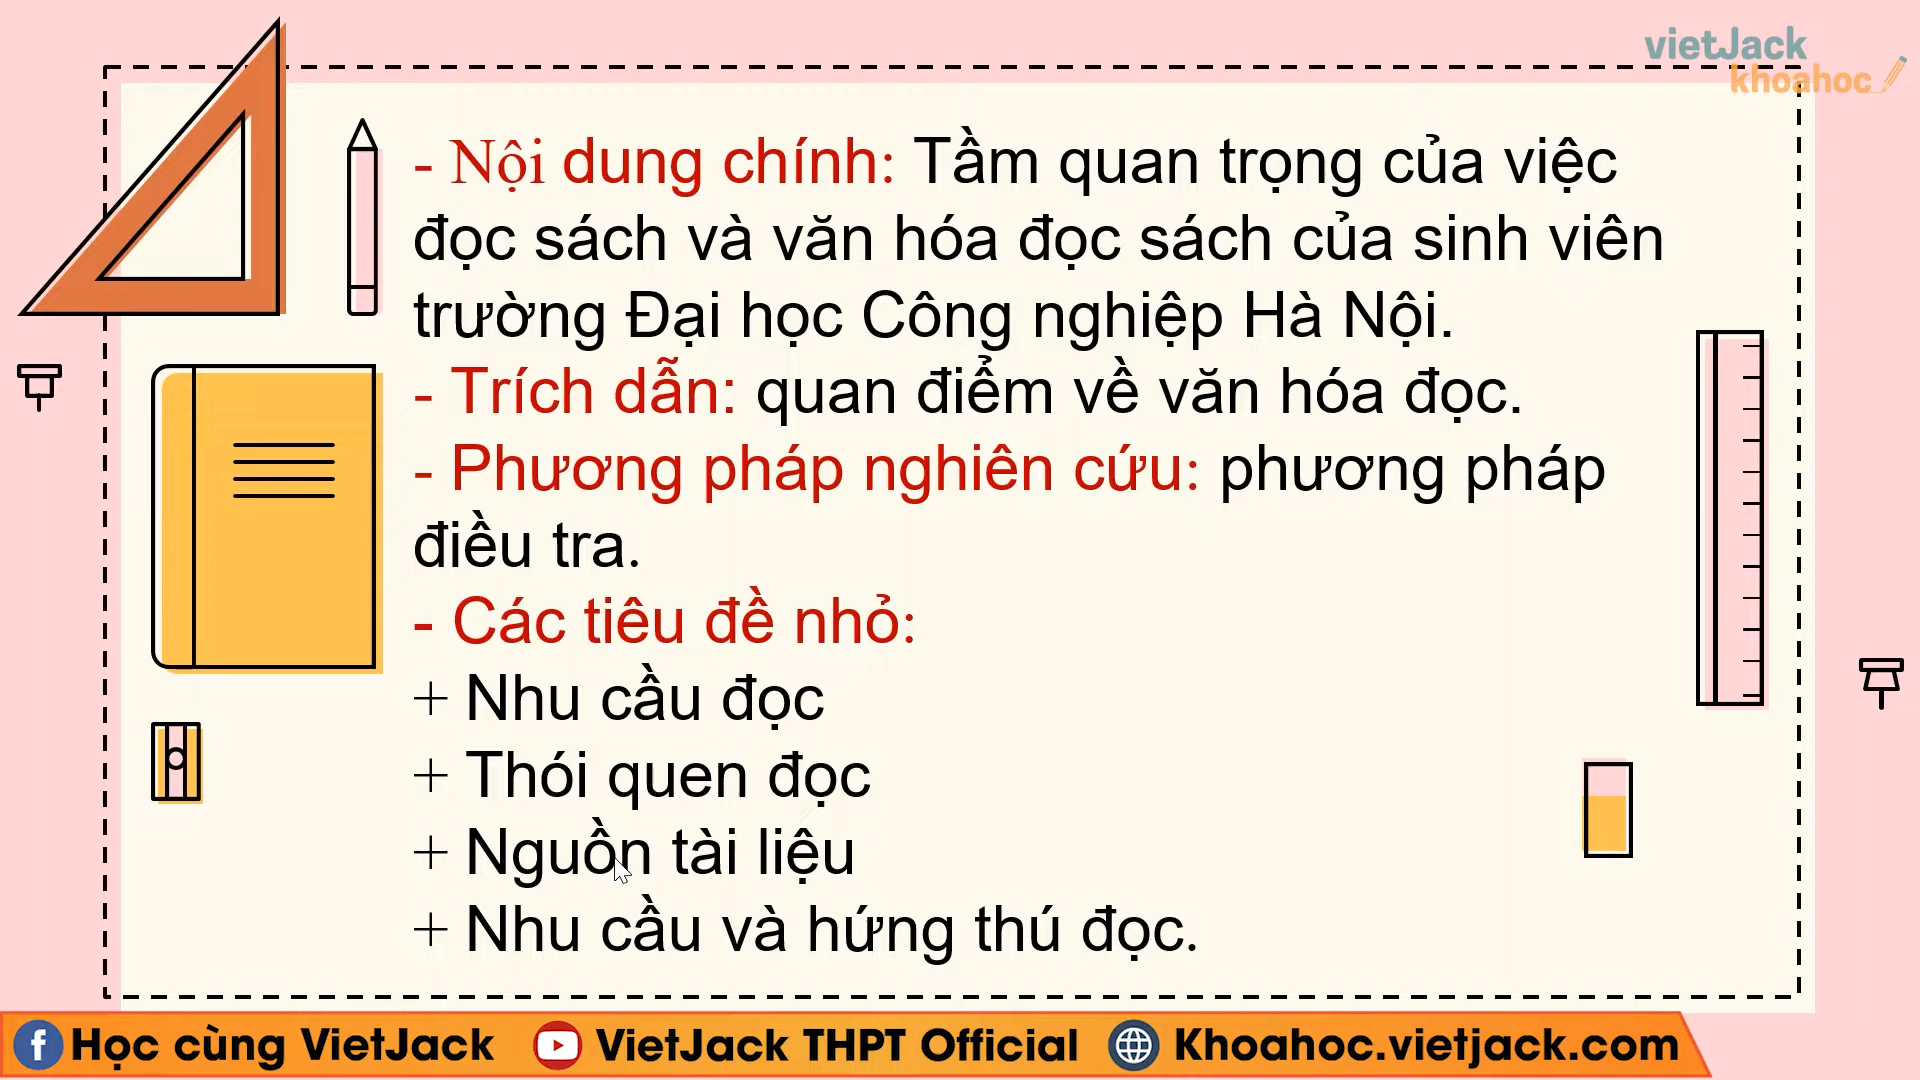 vietJack
khoahoc
- Nội dung chính: Tầm quan trọng của việc
đọc sách và văn hóa đọc sách của sinh viên
trường Đại học Công nghiệp Hà Nội.
- Trích dẫn: quan điểm về văn hóa đọc.
- Phương pháp nghiên cứu: phương pháp
điều tra.
- Các tiêu đề nhỏ:
+ Nhu cầu đọc
+ Thói quen đọc
+ Nguồn tài liệu
+ Nhu cầu và hứng thú đọc.
Học cùng VietJack VietJack THPT Official Khoahoc.vietjack.com